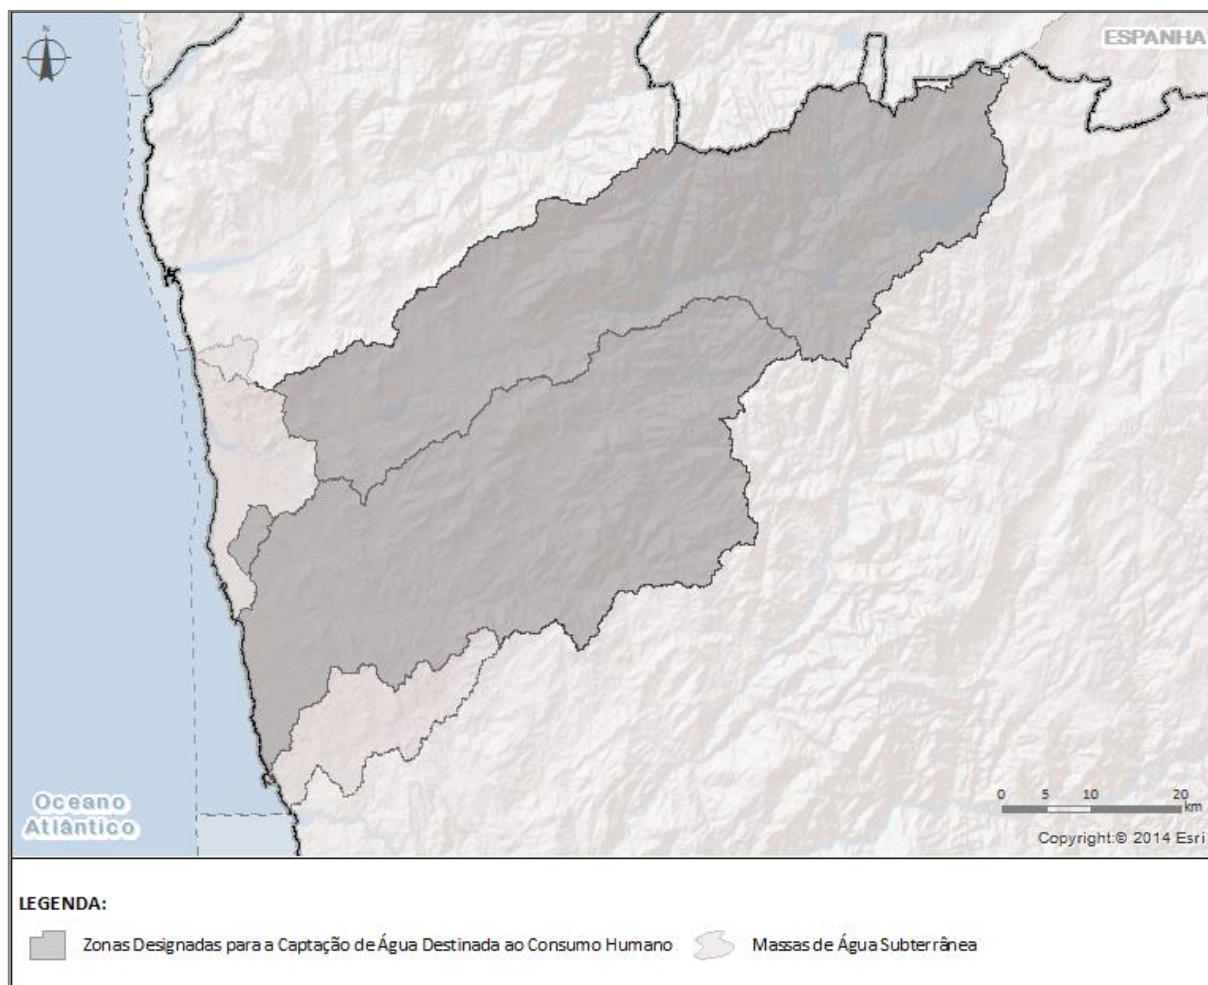 N
ESPANHA
Oceano
Atlântico
0 5 10 20
km
Copyright:© 2014 Esri
LEGENDA:
Zonas Designadas para a Captação de Água Destinada ao Consumo Humano
Massas de Água Subterrânea